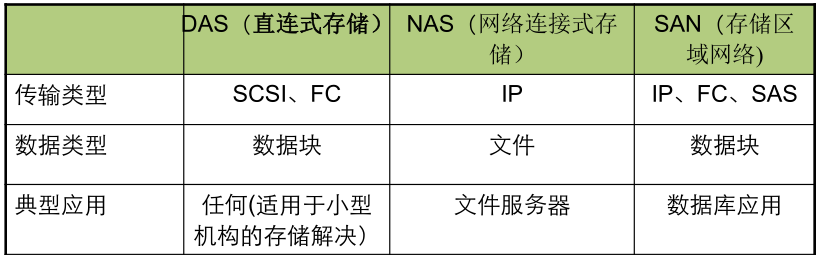 DAS（直连式存储） NAS（网络连接式存储） SAN（存储区域网络)
传输类型 SCSI、FC IP IP、FC、SAS
数据类型 数据块 文件 数据块
典型应用 任何(适用于小型机构的存储解决） 文件服务器 数据库应用